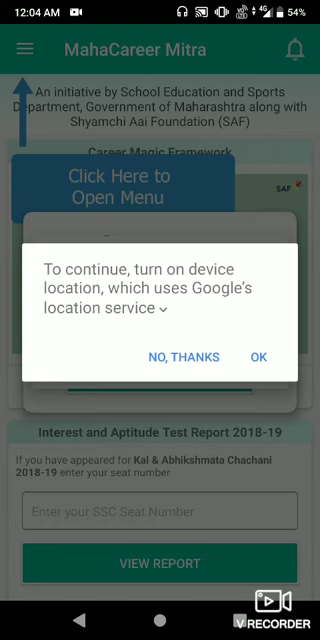 12:04 AM 4G 54%
MahaCareer Mitra
An initiative by School Education and Sports
Department, Government of Maharashtra along with
Shyamchi Aai Foundation (SAF)
Career Magic Framework
SAF
Click Here to
Open Menu
To continue, turn on device
location, which uses Google's
location service
NO, THANKS OK
Interest and Aptitude Test Report 2018-19
If you have appeared for Kal & Abhikshmata Chachani
2018-19 enter your seat number
Enter your SSC Seat Number
VIEW REPORT
V RECORDER